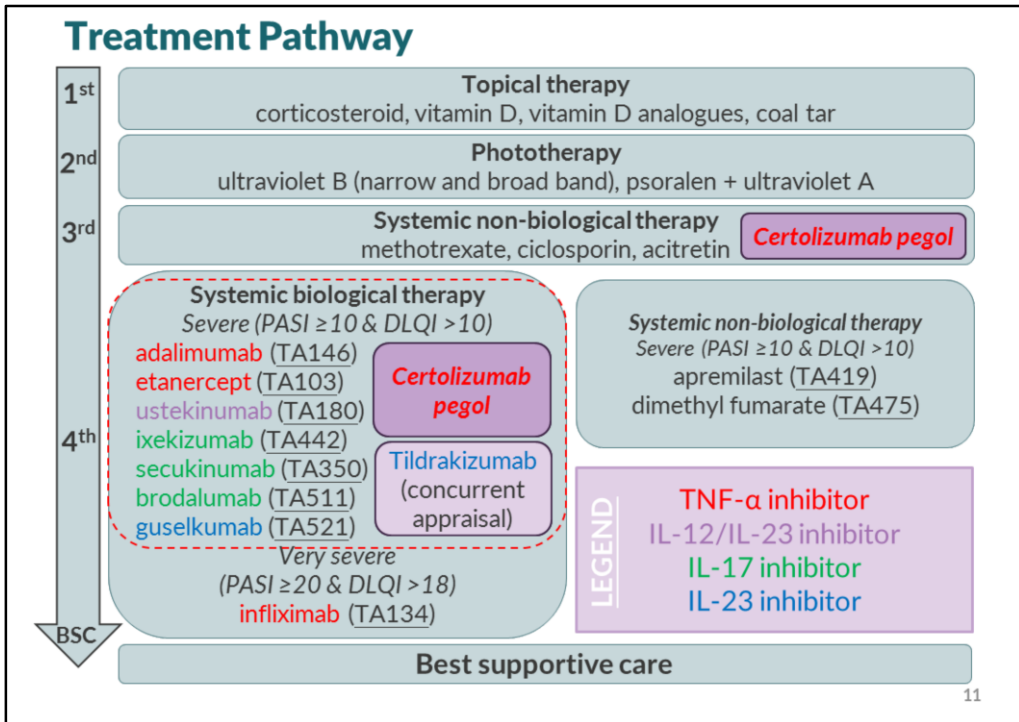 Treatment Pathway
1st
Topical therapy
corticosteroid, vitamin D, vitamin D analogues, coal tar
2nd
Phototherapy
ultraviolet B (narrow and broad band), psoralen + ultraviolet A
3rd
Systemic non-biological therapy
methotrexate, ciclosporin, acitretin
Certolizumab pegol
4th
Systemic biological therapy
Severe (PASI ≥10 & DLQI >10)
adalimumab (TA146)
etanercept (TA103)
ustekinumab (TA180)
ixekizumab (TA442)
secukinumab (TA350)
brodalumab (TA511)
guselkumab (TA521)
Certolizumab
pegol
Tildrakizumab
(concurrent
appraisal)
Very severe
(PASI ≥20 & DLQI >18)
infliximab (TA134)
Systemic non-biological therapy
Severe (PASI ≥10 & DLQI >10)
apremilast (TA419)
dimethyl fumarate (TA475)
LEGEND
TNF-α inhibitor
IL-12/IL-23 inhibitor
IL-17 inhibitor
IL-23 inhibitor
BSC
Best supportive care
11